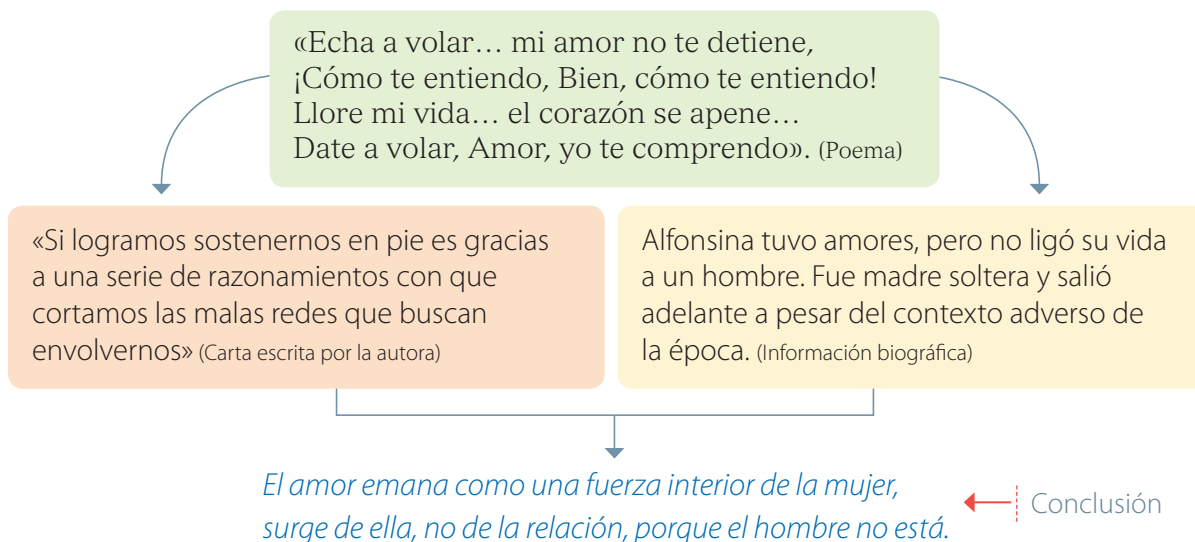 «Echa a volar… mi amor no te detiene,
¡Cómo te entiendo, Bien, cómo te entiendo!
Llore mi vida… el corazón se apene…
Date a volar, Amor, yo te comprendo». (Poema)
«Si logramos sostenernos en pie es gracias
a una serie de razonamientos con que
cortamos las malas redes que buscan
envolvernos» (Carta escrita por la autora)
Alfonsina tuvo amores, pero no ligó su vida
a un hombre. Fue madre soltera y salió
adelante a pesar del contexto adverso de
la época. (Información biográfica)
El amor emana como una fuerza interior de la mujer,
surge de ella, no de la relación, porque el hombre no está.
Conclusión